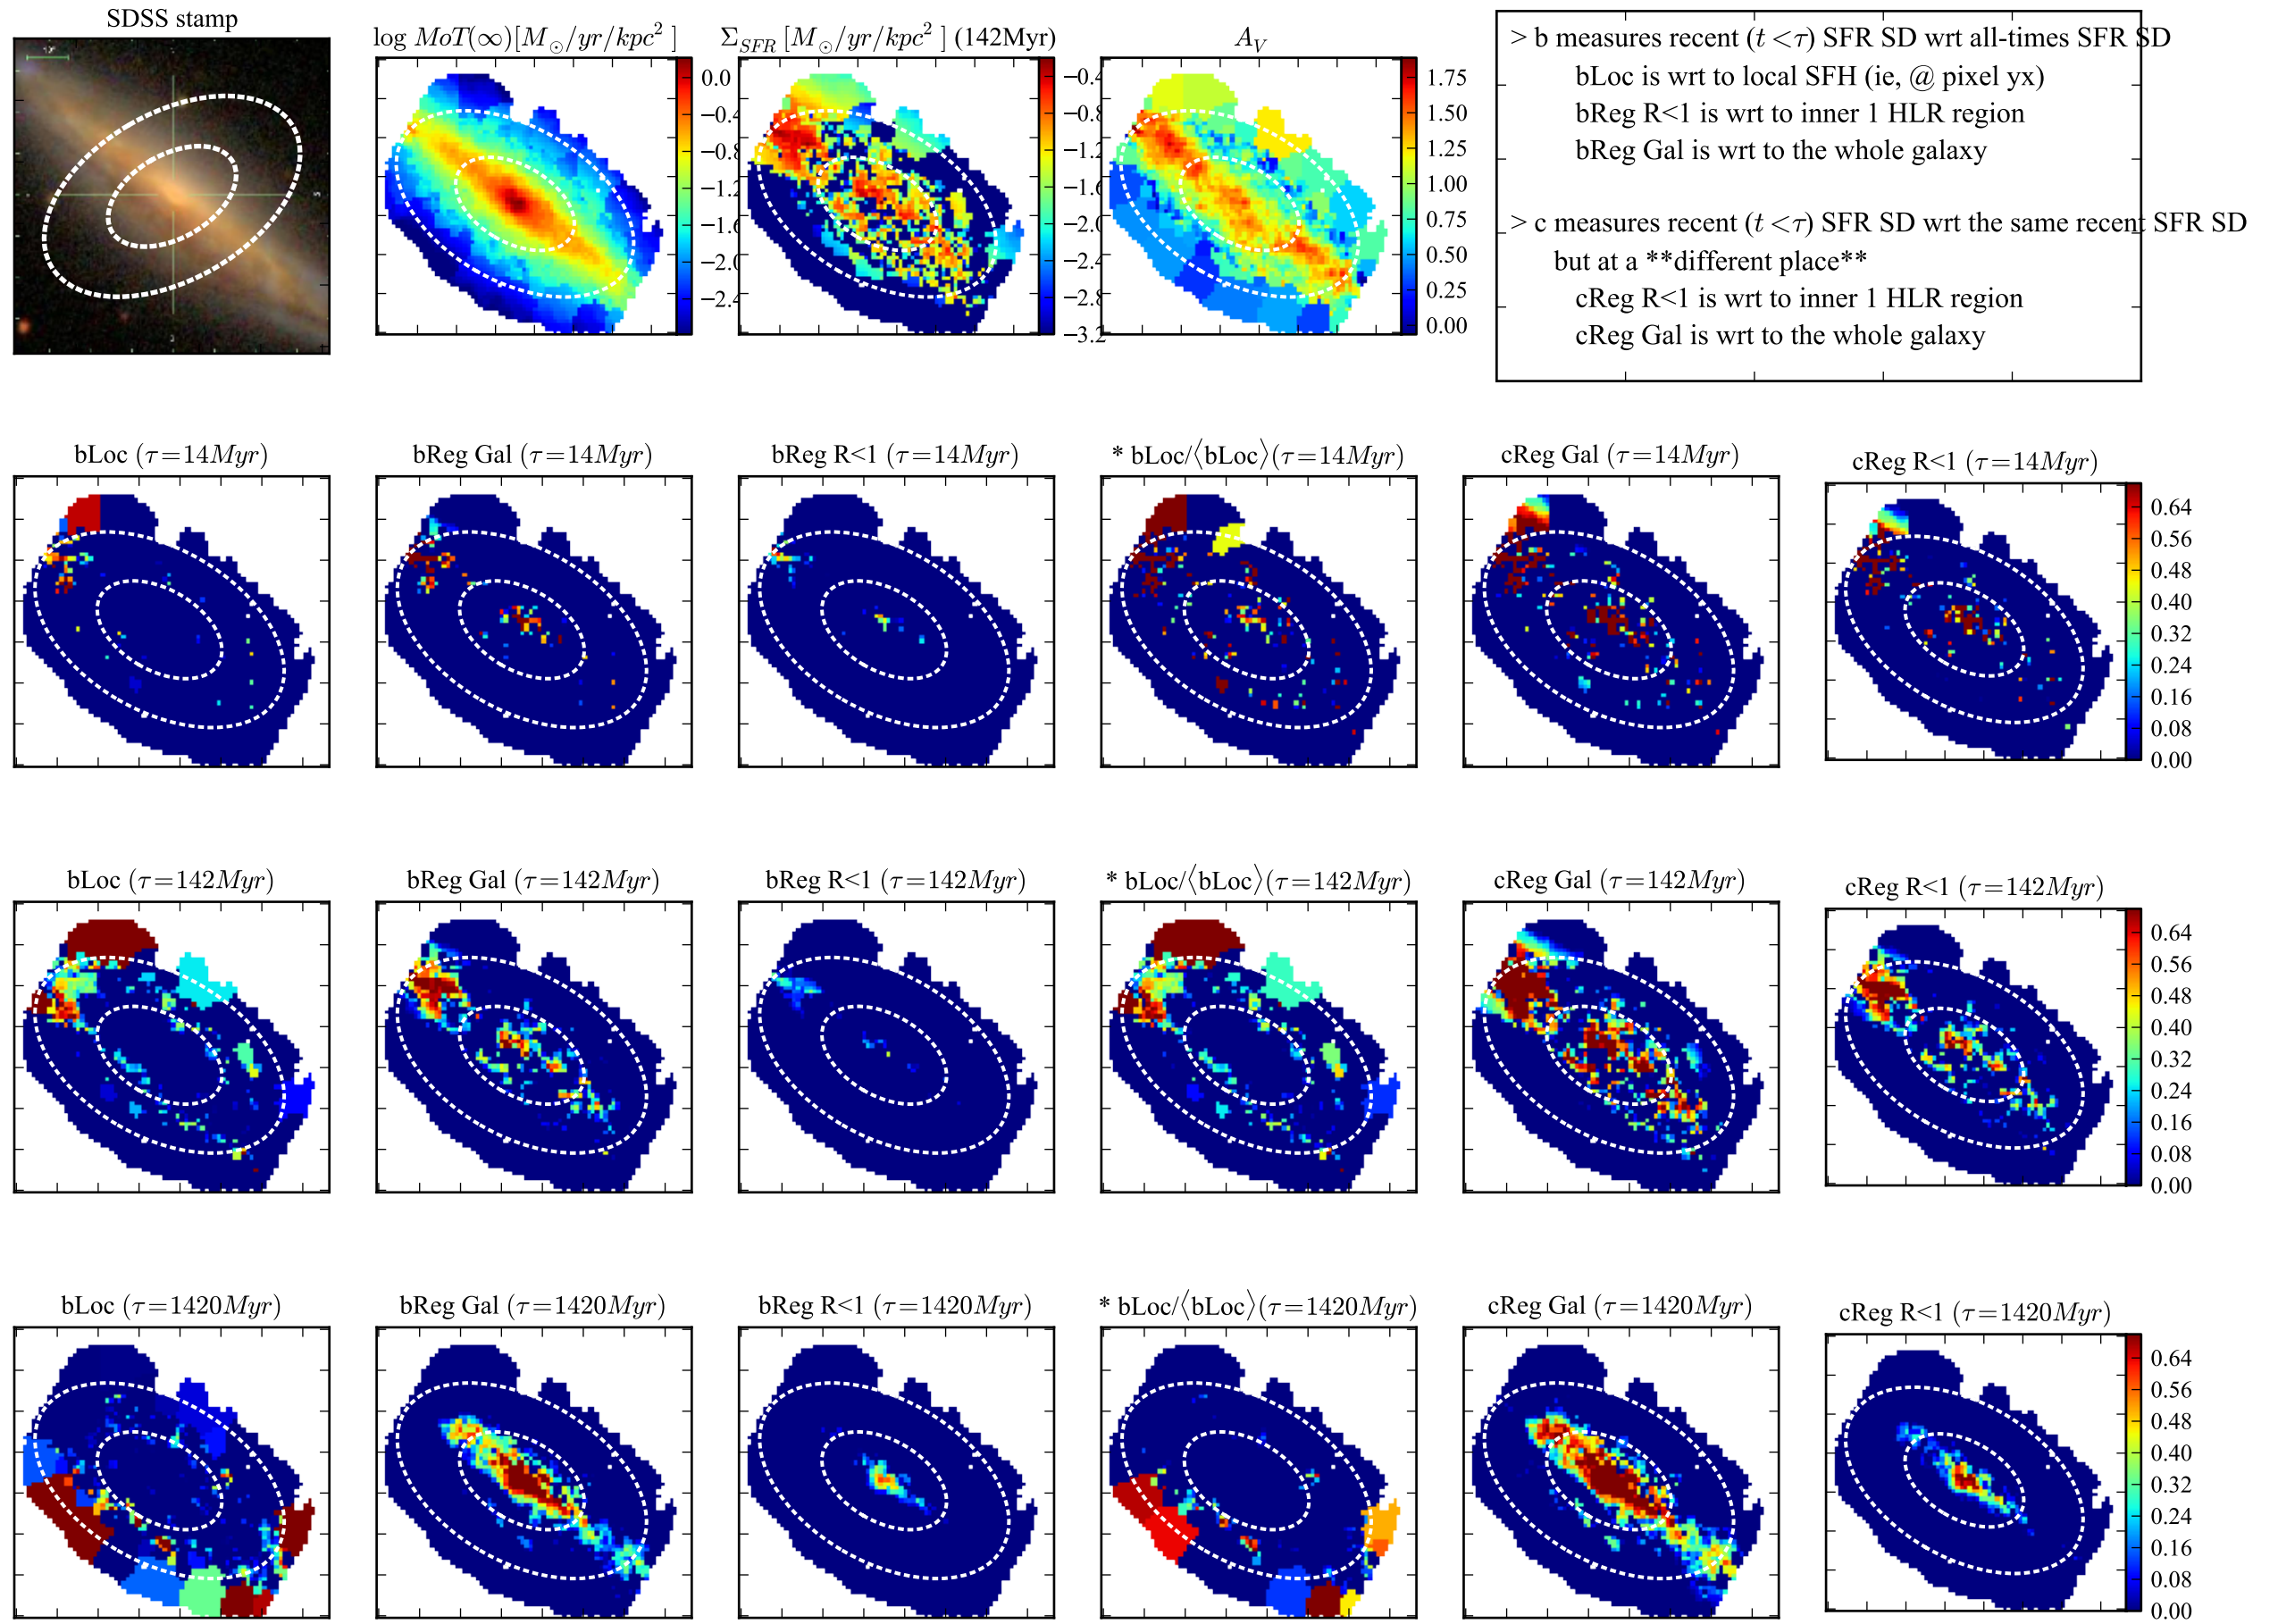 SDSS stamp
log MoT(∞)[M⊙/yr/kpc² ]
Σ_SFR [M⊙/yr/kpc² ] (142Myr)
A_V
0.0
−0.4
−0.8
−1.2
−1.6
−2.0
−2.4
−0.4
−0.8
−1.2
−1.6
−2.0
−2.4
−2.8
−3.2
1.75
1.50
1.25
1.00
0.75
0.50
0.25
0.00
> b measures recent (t <τ) SFR SD wrt all-times SFR SD
bLoc is wrt to local SFH (ie, @ pixel yx)
bReg R<1 is wrt to inner 1 HLR region
bReg Gal is wrt to the whole galaxy
> c measures recent (t <τ) SFR SD wrt the same recent SFR SD
but at a **different place**
cReg R<1 is wrt to inner 1 HLR region
cReg Gal is wrt to the whole galaxy
bLoc (τ=14Myr)
bReg Gal (τ=14Myr)
bReg R<1 (τ=14Myr)
* bLoc/⟨bLoc⟩(τ=14Myr)
cReg Gal (τ=14Myr)
cReg R<1 (τ=14Myr)
0.64
0.56
0.48
0.40
0.32
0.24
0.16
0.08
0.00
bLoc (τ=142Myr)
bReg Gal (τ=142Myr)
bReg R<1 (τ=142Myr)
* bLoc/⟨bLoc⟩(τ=142Myr)
cReg Gal (τ=142Myr)
cReg R<1 (τ=142Myr)
0.64
0.56
0.48
0.40
0.32
0.24
0.16
0.08
0.00
bLoc (τ=1420Myr)
bReg Gal (τ=1420Myr)
bReg R<1 (τ=1420Myr)
* bLoc/⟨bLoc⟩(τ=1420Myr)
cReg Gal (τ=1420Myr)
cReg R<1 (τ=1420Myr)
0.64
0.56
0.48
0.40
0.32
0.24
0.16
0.08
0.00